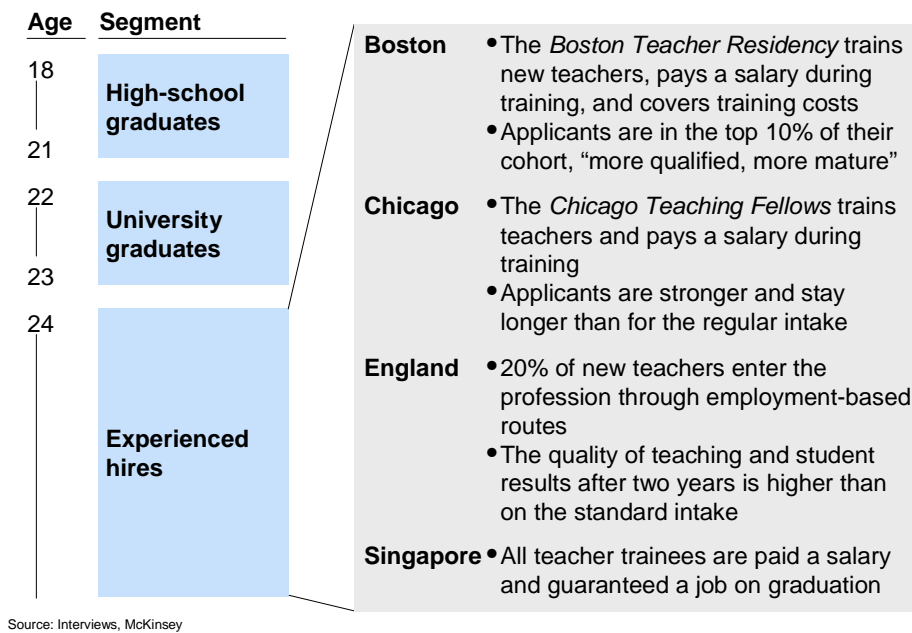 Age Segment
18
High-school
graduates
21
22
University
graduates
23
24
Experienced
hires
Boston •The Boston Teacher Residency trains
new teachers, pays a salary during
training, and covers training costs
•Applicants are in the top 10% of their
cohort, “more qualified, more mature”
Chicago •The Chicago Teaching Fellows trains
teachers and pays a salary during
training
•Applicants are stronger and stay
longer than for the regular intake
England •20% of new teachers enter the
profession through employment-based
routes
•The quality of teaching and student
results after two years is higher than
on the standard intake
Singapore •All teacher trainees are paid a salary
and guaranteed a job on graduation
Source: Interviews, McKinsey